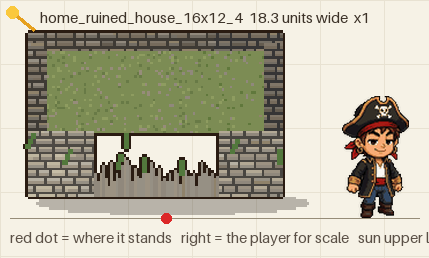 home_ruined_house_16x12_4  18.3 units wide  x1
red dot = where it stands   right = the player for scale   sun upper l